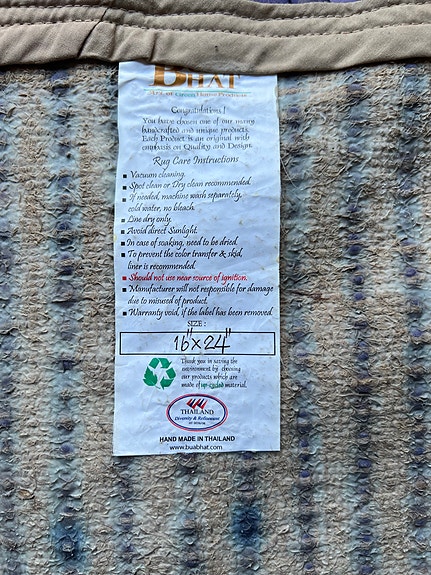 BHAT
Congratulations !
You have chosen one of our many
handcrafted and unique products.
Each Product is an original with
emphasis on Quality and Design.
Rug Care Instructions
▪ Vacuum cleaning.
▪ Spot clean or Dry clean recommended.
▪ If needed, machine wash separately,
cold water, no bleach.
▪ Line dry only.
▪ Avoid direct Sunlight.
▪ In case of soaking, need to be dried.
▪ To prevent the color transfer & skid,
liner is recommended.
▪ Should not use near source of ignition.
▪ Manufacturer will not responsible for damage
due to misused of product.
▪ Warranty void, if the label has been removed
SIZE :
16"x24"
Thank you in saving the
environment by choosing
our products which are
made of up-cycled material.
THAILAND
Diversity & Refinement
HAND MADE IN THAILAND
www.buabhat.com